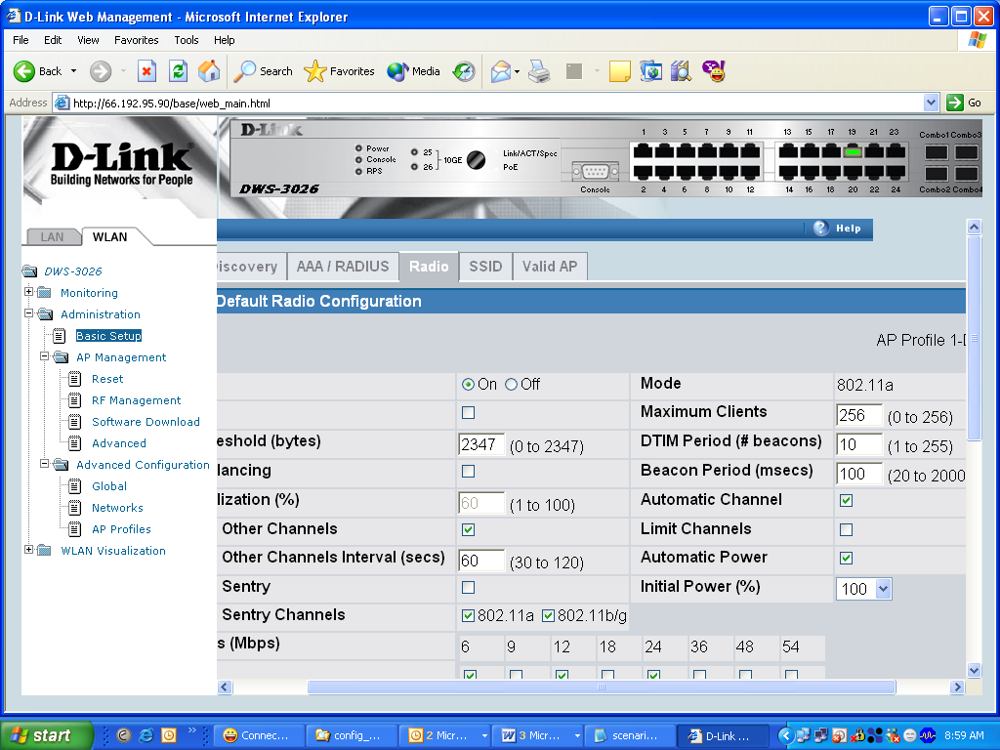 D-Link Web Management - Microsoft Internet Explorer
File Edit View Favorites Tools Help
Back Search Favorites Media
Address http://66.192.95.90/base/web_main.html Go
D-Link
Building Networks for People
D-Link
DWS-3026
Power
Console
RPS
25
26
10GE
Link/ACT/Spec
PoE
Console
1 3 5 7 9 11 13 15 17 19 21 23
2 4 6 8 10 12 14 16 18 20 22 24
Combo1 Combo3
Combo2 Combo4
LAN WLAN
Help
DWS-3026
Monitoring
Administration
Basic Setup
AP Management
Reset
RF Management
Software Download
Advanced
Advanced Configuration
Global
Networks
AP Profiles
WLAN Visualization
iscovery AAA / RADIUS Radio SSID Valid AP
Default Radio Configuration
AP Profile 1-D
On Off Mode 802.11a
Maximum Clients 256 (0 to 256)
eshold (bytes) 2347 (0 to 2347) DTIM Period (# beacons) 10 (1 to 255)
lancing Beacon Period (msecs) 100 (20 to 2000
lization (%) 60 (1 to 100) Automatic Channel
Other Channels Limit Channels
Other Channels Interval (secs) 60 (30 to 120) Automatic Power
Sentry Initial Power (%) 100
Sentry Channels 802.11a 802.11b/g
s (Mbps) 6 9 12 18 24 36 48 54
start Connec... config_... 2 Micr... 3 Micr... scenari... D-Link ... 8:59 AM